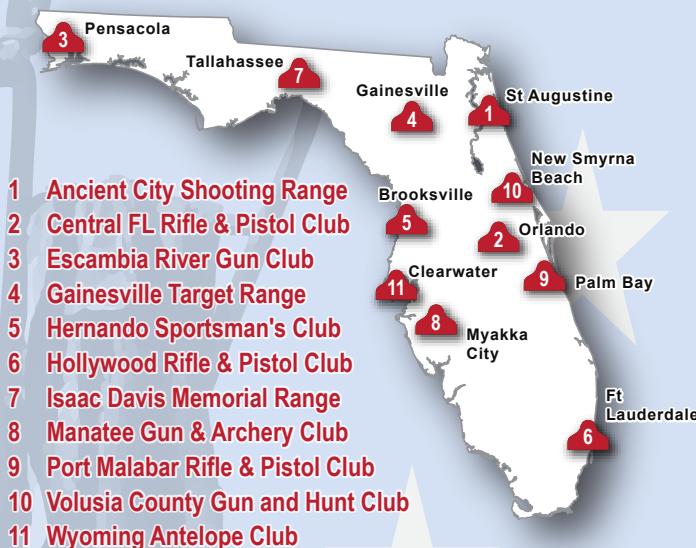 Pensacola
3
Tallahassee
7
Gainesville
4
St Augustine
1
New Smyrna
Beach
10
Brooksville
5
Orlando
2
Clearwater
11
Palm Bay
9
8
Myakka
City
Ft
Lauderdale
6
1 Ancient City Shooting Range
2 Central FL Rifle & Pistol Club
3 Escambia River Gun Club
4 Gainesville Target Range
5 Hernando Sportsman's Club
6 Hollywood Rifle & Pistol Club
7 Isaac Davis Memorial Range
8 Manatee Gun & Archery Club
9 Port Malabar Rifle & Pistol Club
10 Volusia County Gun and Hunt Club
11 Wyoming Antelope Club